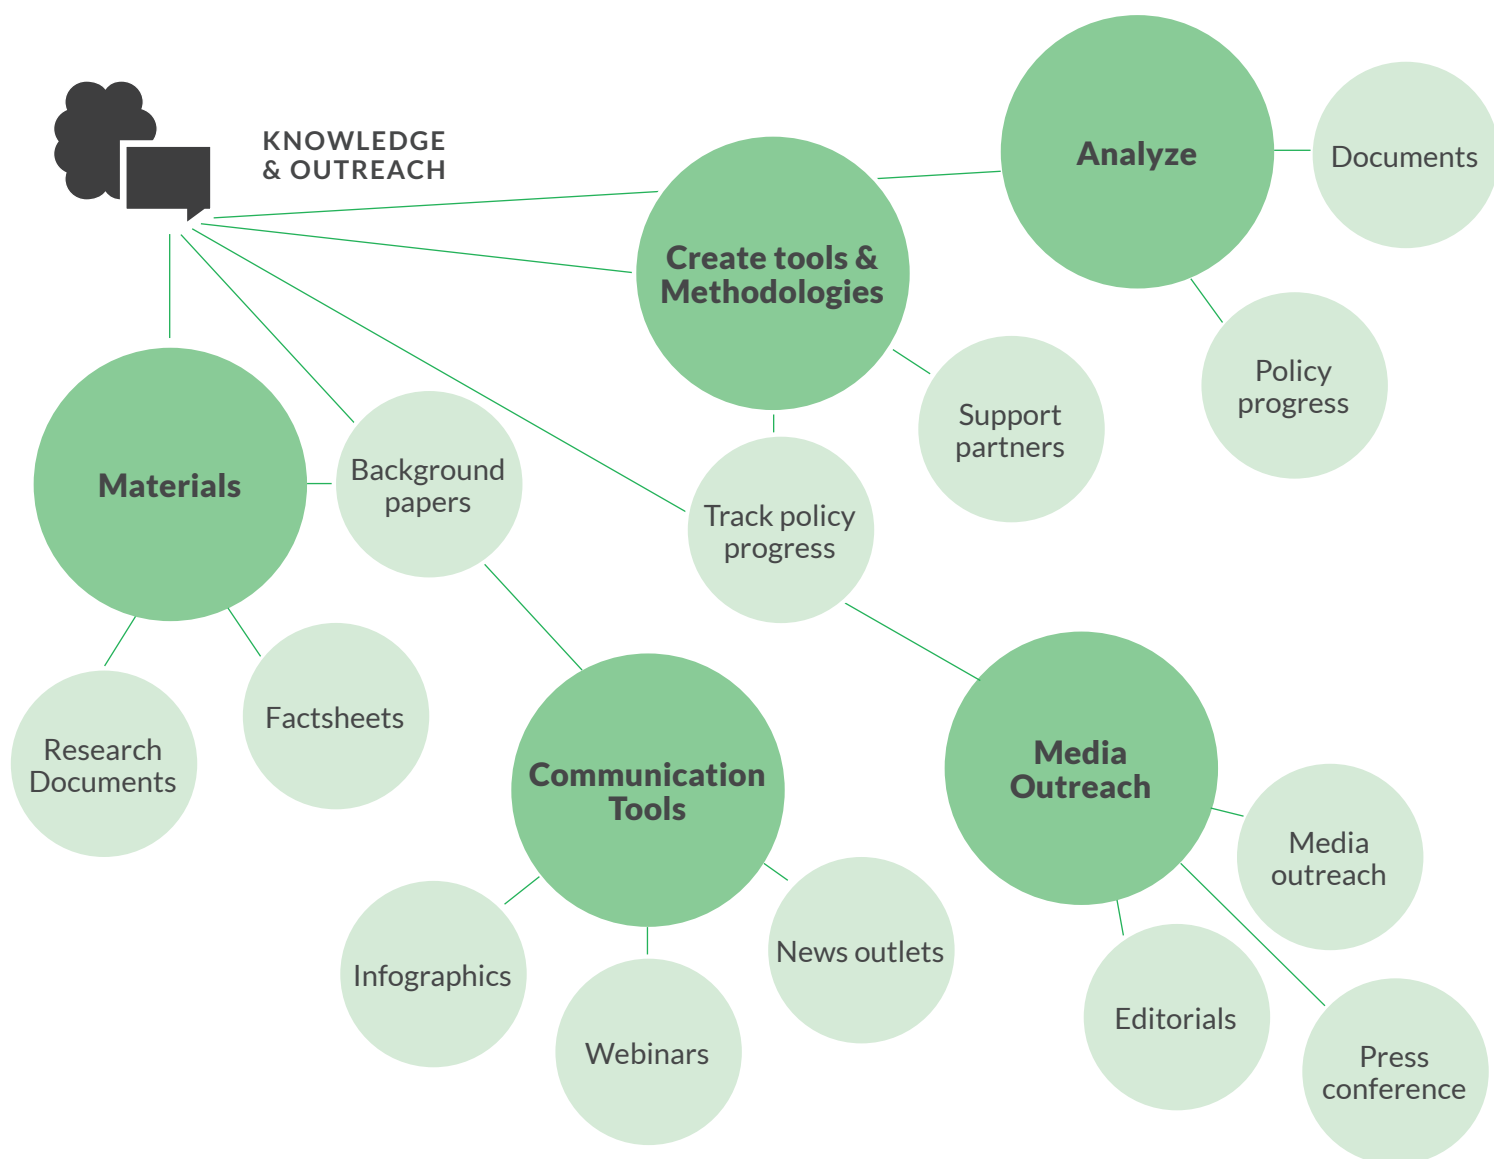 KNOWLEDGE
& OUTREACH
Analyze
Documents
Create tools &
Methodologies
Policy
progress
Support
partners
Materials
Background
papers
Track policy
progress
Research
Documents
Factsheets
Communication
Tools
Media
Outreach
Media
outreach
Infographics
Webinars
News outlets
Editorials
Press
conference